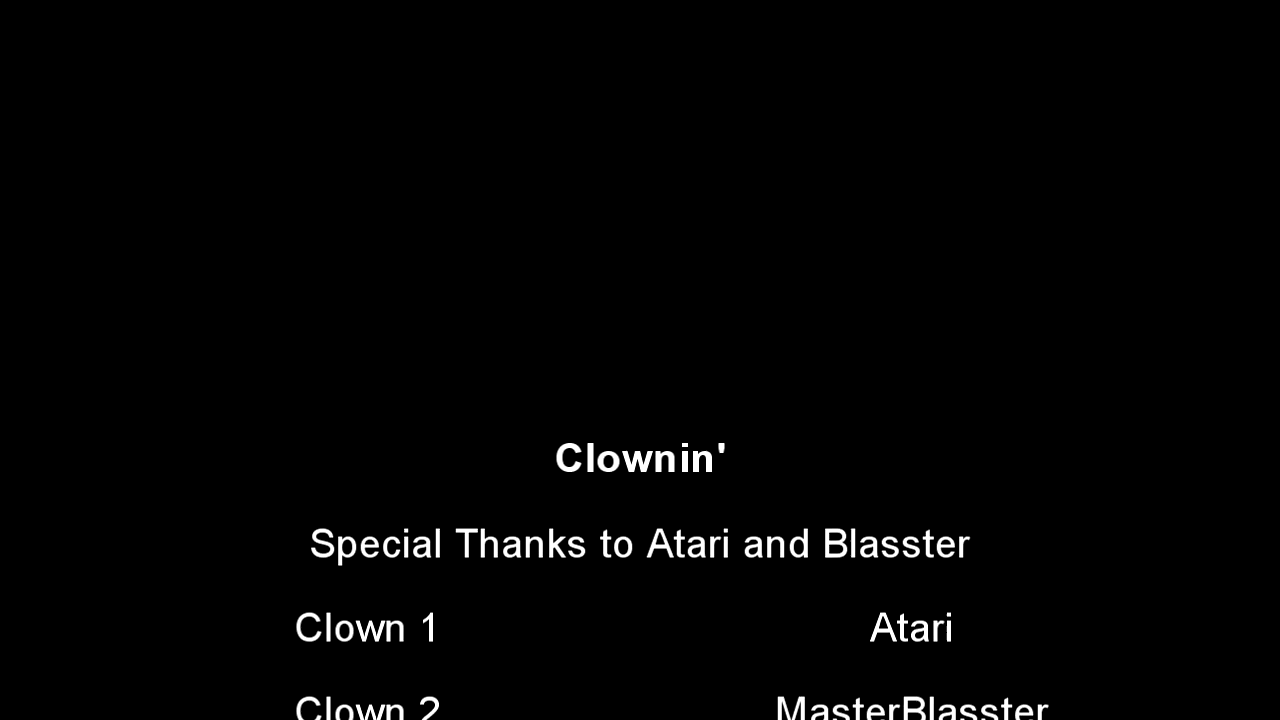 Clownin'
Special Thanks to Atari and Blasster
Clown 1 Atari
Clown 2 MasterBlasster